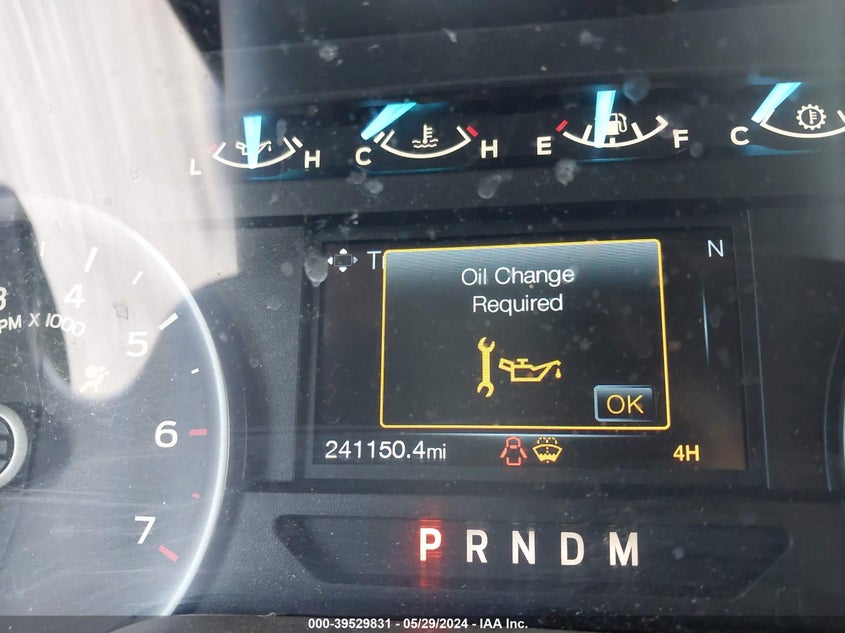 L H C H E F C
3 4
PM X 1000
5
6
7
T N
Oil Change
Required
OK
241150.4mi
4H
P R N D M
000-39529831 - 05/29/2024 - IAA Inc.